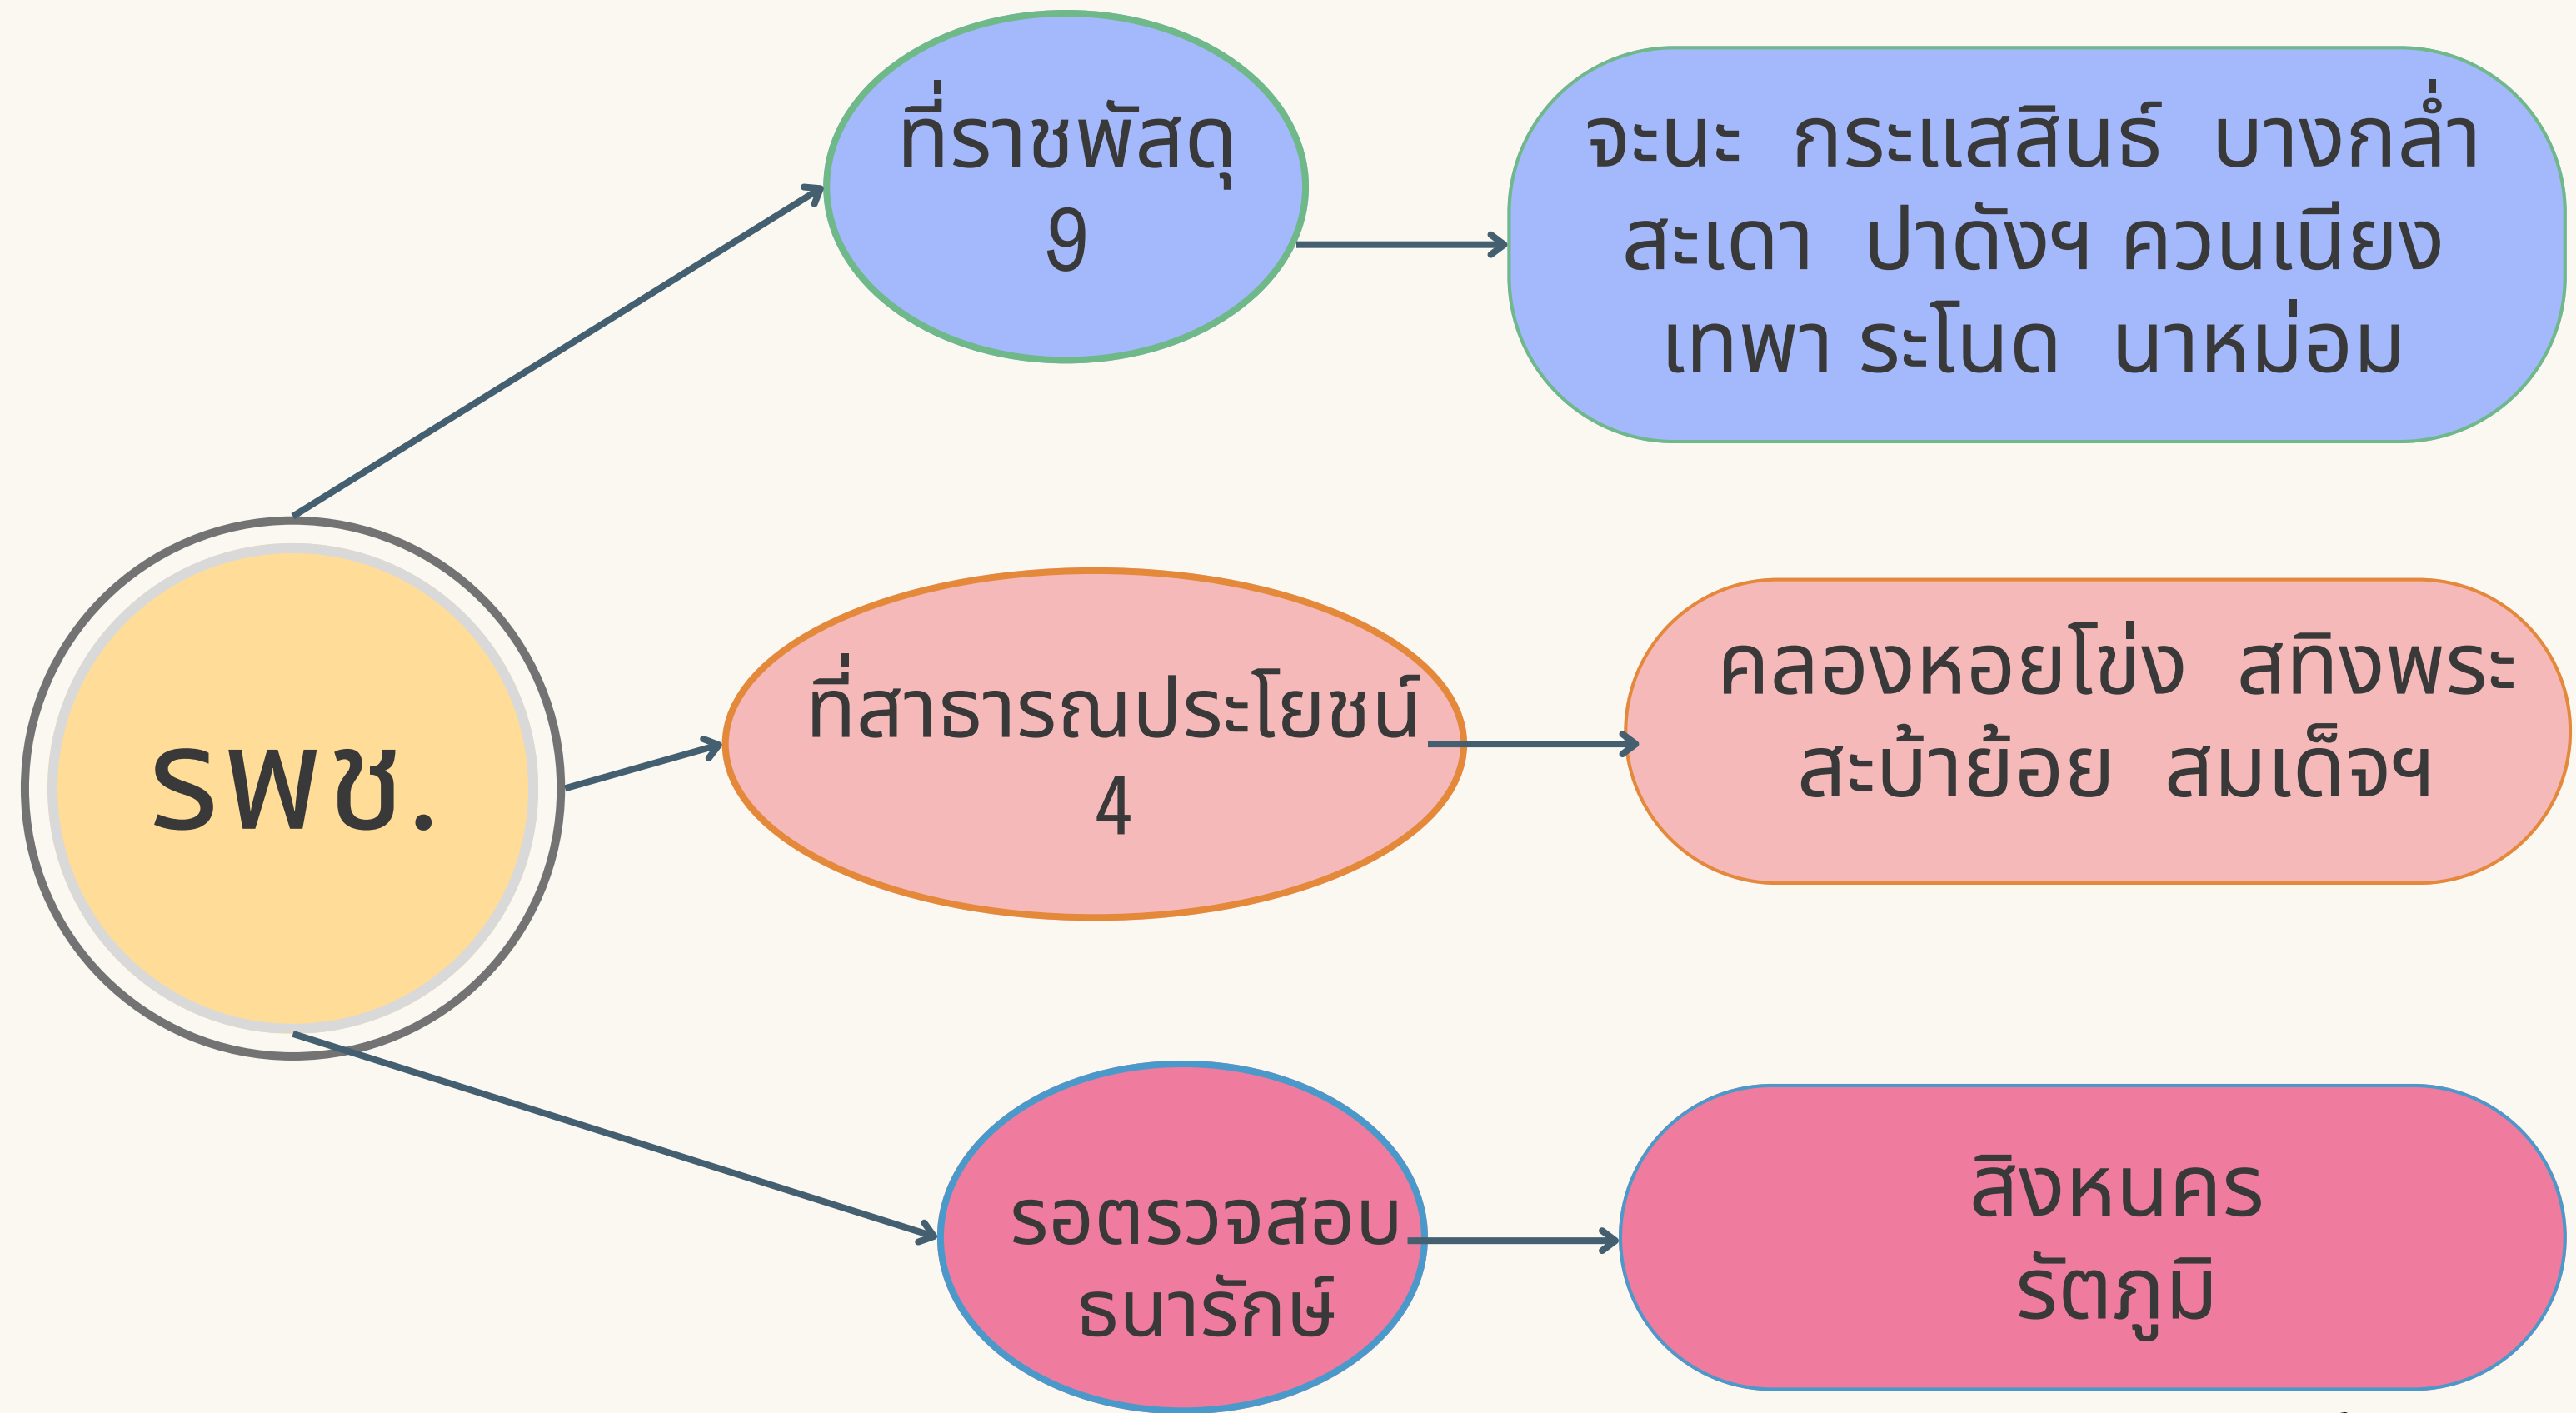 รพช.
ที่ราชพัสดุ
9
จะนะ กระแสสินธุ์ บางกล่ำ
สะเดา ปาดังฯ ควนเนียง
เทพา ระโนด นาหม่อม
ที่สาธารณประโยชน์
4
คลองหอยโข่ง สทิงพระ
สะบ้าย้อย สมเด็จฯ
รอตรวจสอบ
ธนารักษ์
สิงหนคร
รัตภูมิ